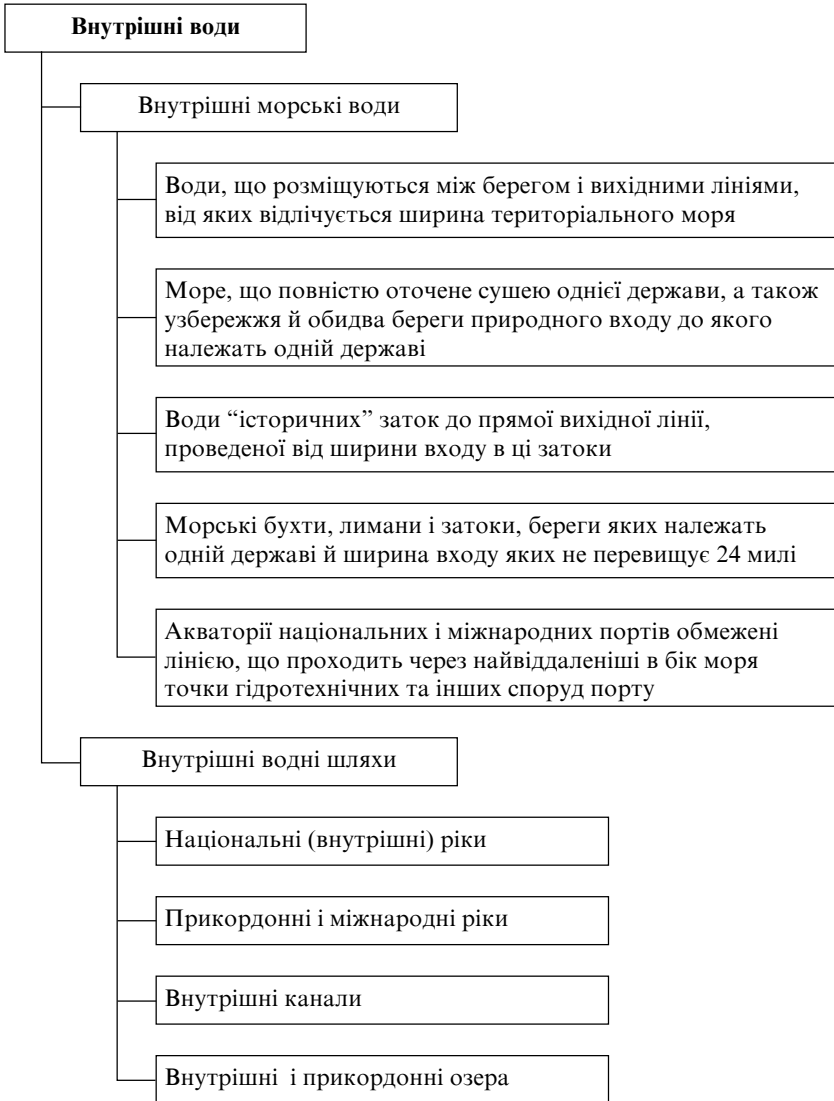 Внутрішні води
Внутрішні морські води
Води, що розміщуються між берегом і вихідними лініями,
від яких відлічується ширина територіального моря
Море, що повністю оточене сушею однієї держави, а також
узбережжя й обидва береги природного входу до якого
належать одній державі
Води “історичних” заток до прямої вихідної лінії,
проведеної від ширини входу в ці затоки
Морські бухти, лимани і затоки, береги яких належать
одній державі й ширина входу яких не перевищує 24 милі
Акваторії національних і міжнародних портів обмежені
лінією, що проходить через найвіддаленіші в бік моря
точки гідротехнічних та інших споруд порту
Внутрішні водні шляхи
Національні (внутрішні) ріки
Прикордонні і міжнародні ріки
Внутрішні канали
Внутрішні і прикордонні озера